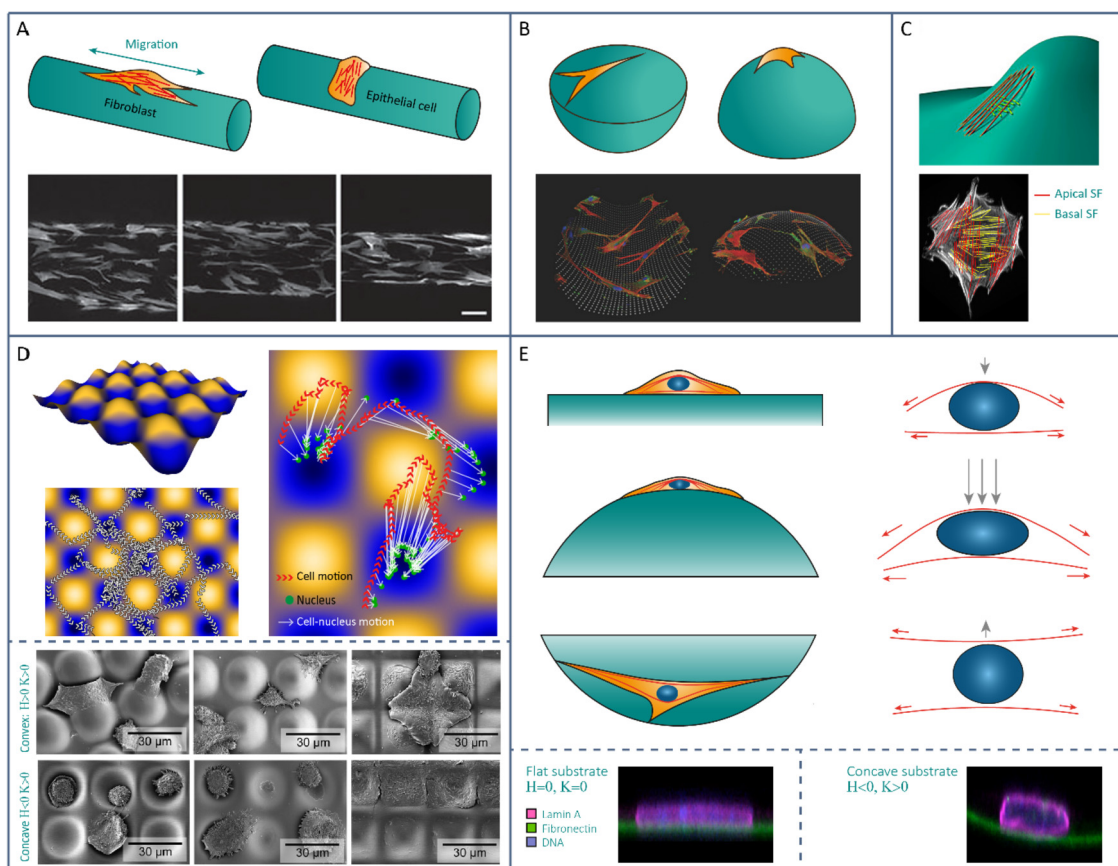 A
Migration
Fibroblast
Epithelial cell
B
C
Apical SF
Basal SF
D
Cell motion
Nucleus
Cell-nucleus motion
Convex: H>0 K>0
30 µm
30 µm
30 µm
Concave H<0 K>0
30 µm
30 µm
30 µm
E
Flat substrate
H=0, K=0
Lamin A
Fibronectin
DNA
Concave substrate
H<0, K>0